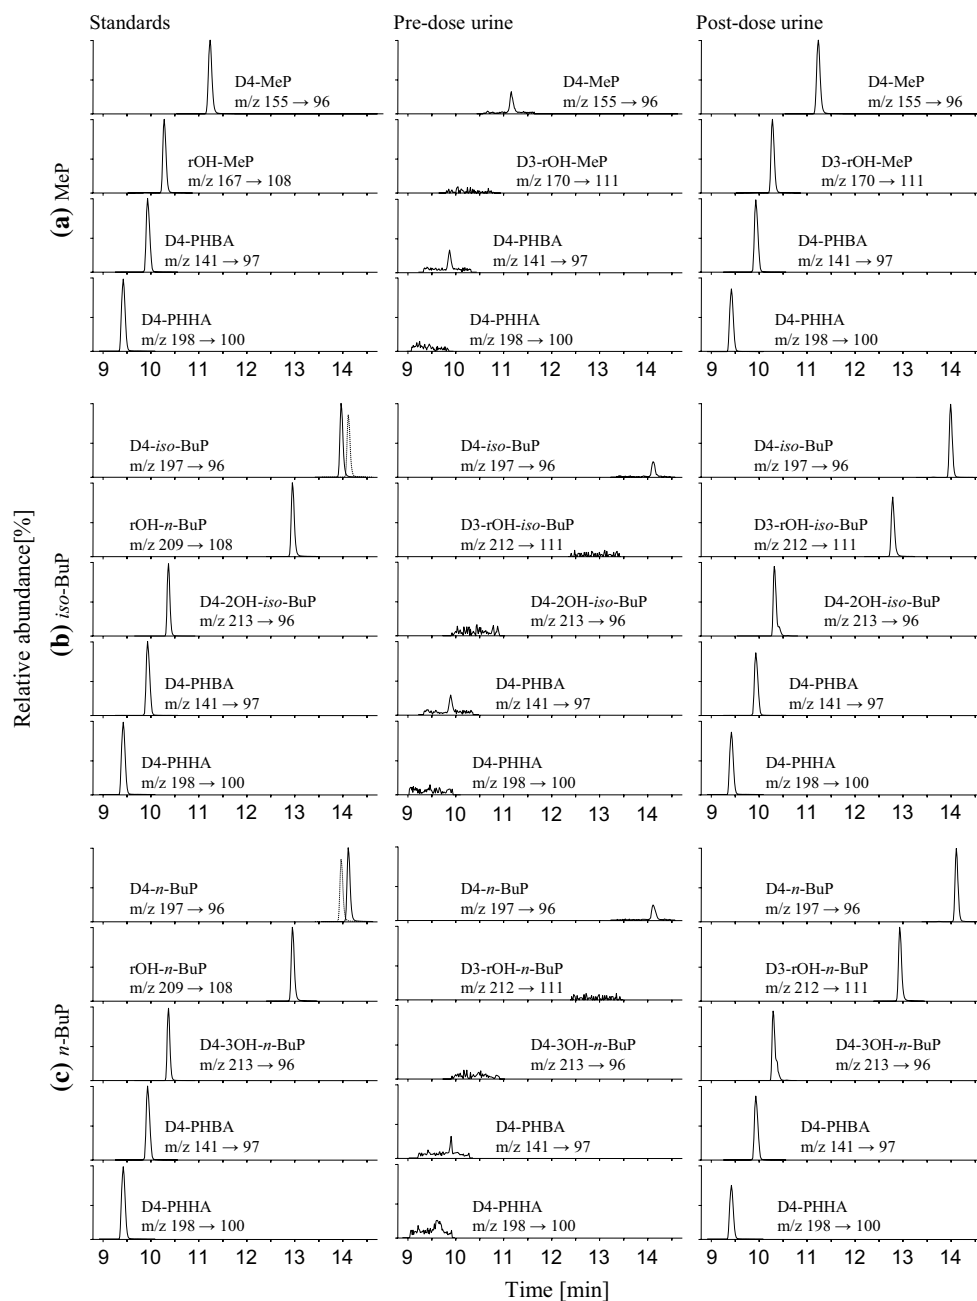 Standards
Pre-dose urine
Post-dose urine
Relative abundance[%]
(a) MeP
D4-MeP
m/z 155 → 96
D4-MeP
m/z 155 → 96
D4-MeP
m/z 155 → 96
rOH-MeP
m/z 167 → 108
D3-rOH-MeP
m/z 170 → 111
D3-rOH-MeP
m/z 170 → 111
D4-PHBA
m/z 141 → 97
D4-PHBA
m/z 141 → 97
D4-PHBA
m/z 141 → 97
D4-PHHA
m/z 198 → 100
D4-PHHA
m/z 198 → 100
D4-PHHA
m/z 198 → 100
9 10 11 12 13 14
9 10 11 12 13 14
9 10 11 12 13 14
(b) iso-BuP
D4-iso-BuP
m/z 197 → 96
D4-iso-BuP
m/z 197 → 96
D4-iso-BuP
m/z 197 → 96
rOH-n-BuP
m/z 209 → 108
D3-rOH-iso-BuP
m/z 212 → 111
D3-rOH-iso-BuP
m/z 212 → 111
D4-2OH-iso-BuP
m/z 213 → 96
D4-2OH-iso-BuP
m/z 213 → 96
D4-2OH-iso-BuP
m/z 213 → 96
D4-PHBA
m/z 141 → 97
D4-PHBA
m/z 141 → 97
D4-PHBA
m/z 141 → 97
D4-PHHA
m/z 198 → 100
D4-PHHA
m/z 198 → 100
D4-PHHA
m/z 198 → 100
9 10 11 12 13 14
9 10 11 12 13 14
9 10 11 12 13 14
(c) n-BuP
D4-n-BuP
m/z 197 → 96
D4-n-BuP
m/z 197 → 96
D4-n-BuP
m/z 197 → 96
rOH-n-BuP
m/z 209 → 108
D3-rOH-n-BuP
m/z 212 → 111
D3-rOH-n-BuP
m/z 212 → 111
D4-3OH-n-BuP
m/z 213 → 96
D4-3OH-n-BuP
m/z 213 → 96
D4-3OH-n-BuP
m/z 213 → 96
D4-PHBA
m/z 141 → 97
D4-PHBA
m/z 141 → 97
D4-PHBA
m/z 141 → 97
D4-PHHA
m/z 198 → 100
D4-PHHA
m/z 198 → 100
D4-PHHA
m/z 198 → 100
9 10 11 12 13 14
9 10 11 12 13 14
9 10 11 12 13 14
Time [min]